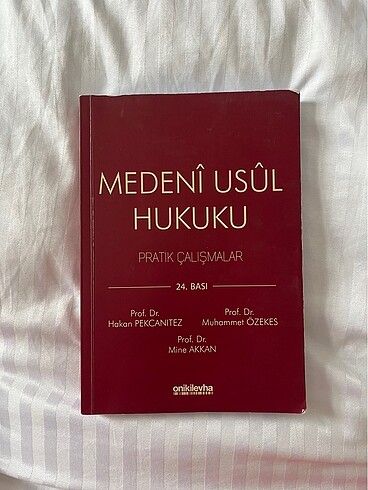 MEDENÎ USÛL
HUKUKU
PRATİK ÇALIŞMALAR
24. BASI
Prof. Dr.
Hakan PEKCANITEZ
Prof. Dr.
Muhammet ÖZEKES
Prof. Dr.
Mine AKKAN
onikilevha